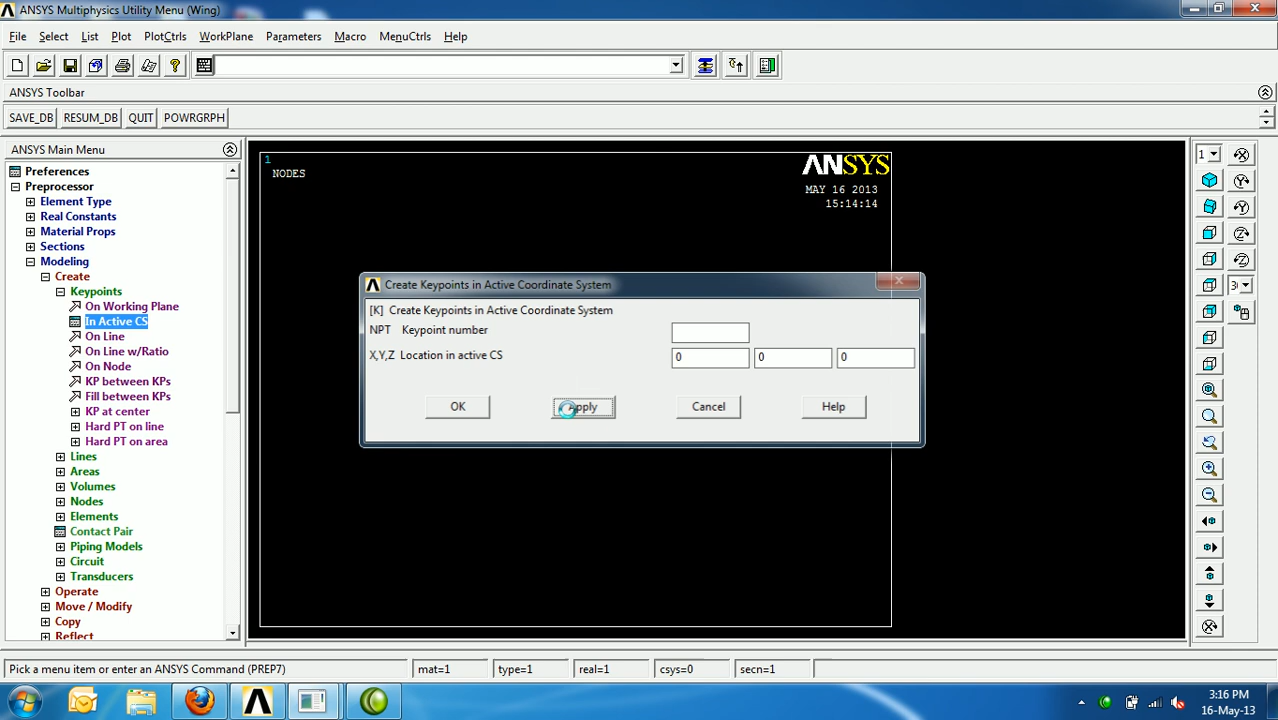 ANSYS Multiphysics Utility Menu (Wing)
File Select List Plot PlotCtrls WorkPlane Parameters Macro MenuCtrls Help
ANSYS Toolbar
SAVE_DB RESUM_DB QUIT POWRGRPH
ANSYS Main Menu
Preferences
Preprocessor
Element Type
Real Constants
Material Props
Sections
Modeling
Create
Keypoints
On Working Plane
In Active CS
On Line
On Line w/Ratio
On Node
KP between KPs
Fill between KPs
KP at center
Hard PT on line
Hard PT on area
Lines
Areas
Volumes
Nodes
Elements
Contact Pair
Piping Models
Circuit
Transducers
Operate
Move / Modify
Copy
Reflect
1
NODES
ANSYS
MAY 16 2013
15:14:14
Create Keypoints in Active Coordinate System
[K] Create Keypoints in Active Coordinate System
NPT Keypoint number
X,Y,Z Location in active CS 0 0 0
OK Apply Cancel Help
1
Pick a menu item or enter an ANSYS Command (PREP7) mat=1 type=1 real=1 csys=0 secn=1
3:16 PM
16-May-13